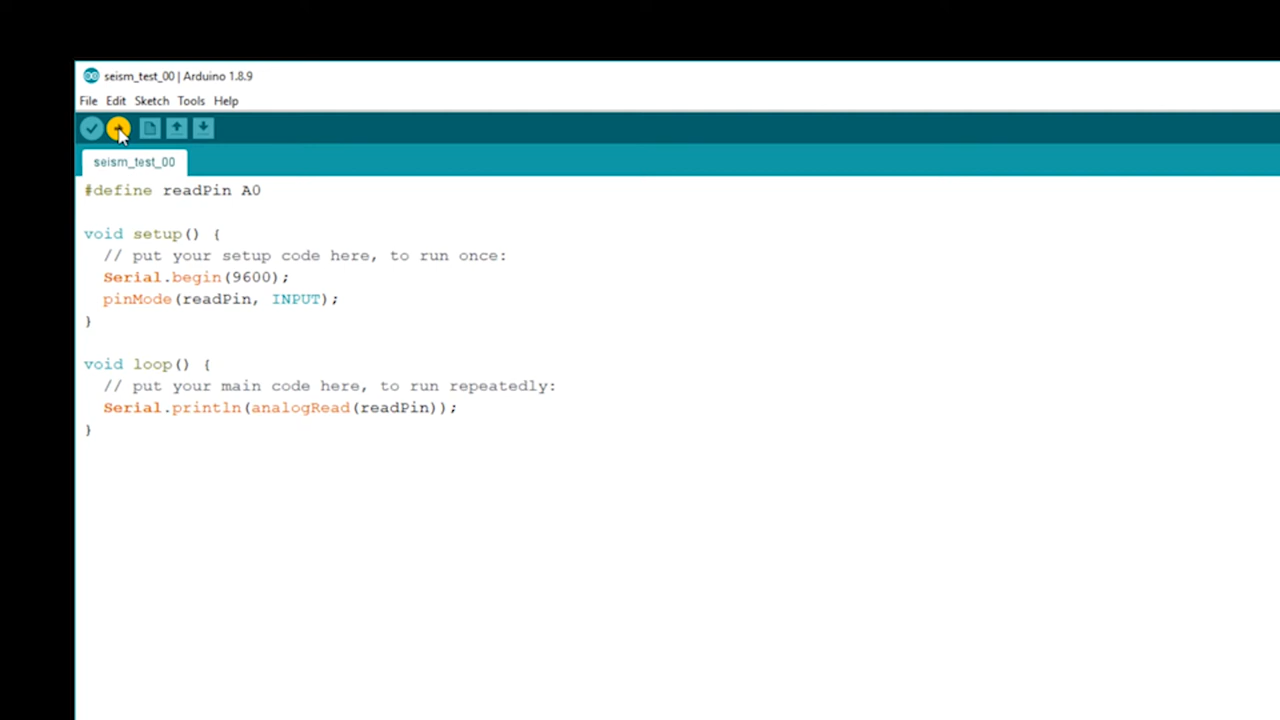 seism_test_00 | Arduino 1.8.9
File Edit Sketch Tools Help
seism_test_00
#define readPin A0
void setup() {
// put your setup code here, to run once:
Serial.begin(9600);
pinMode(readPin, INPUT);
}
void loop() {
// put your main code here, to run repeatedly:
Serial.println(analogRead(readPin));
}